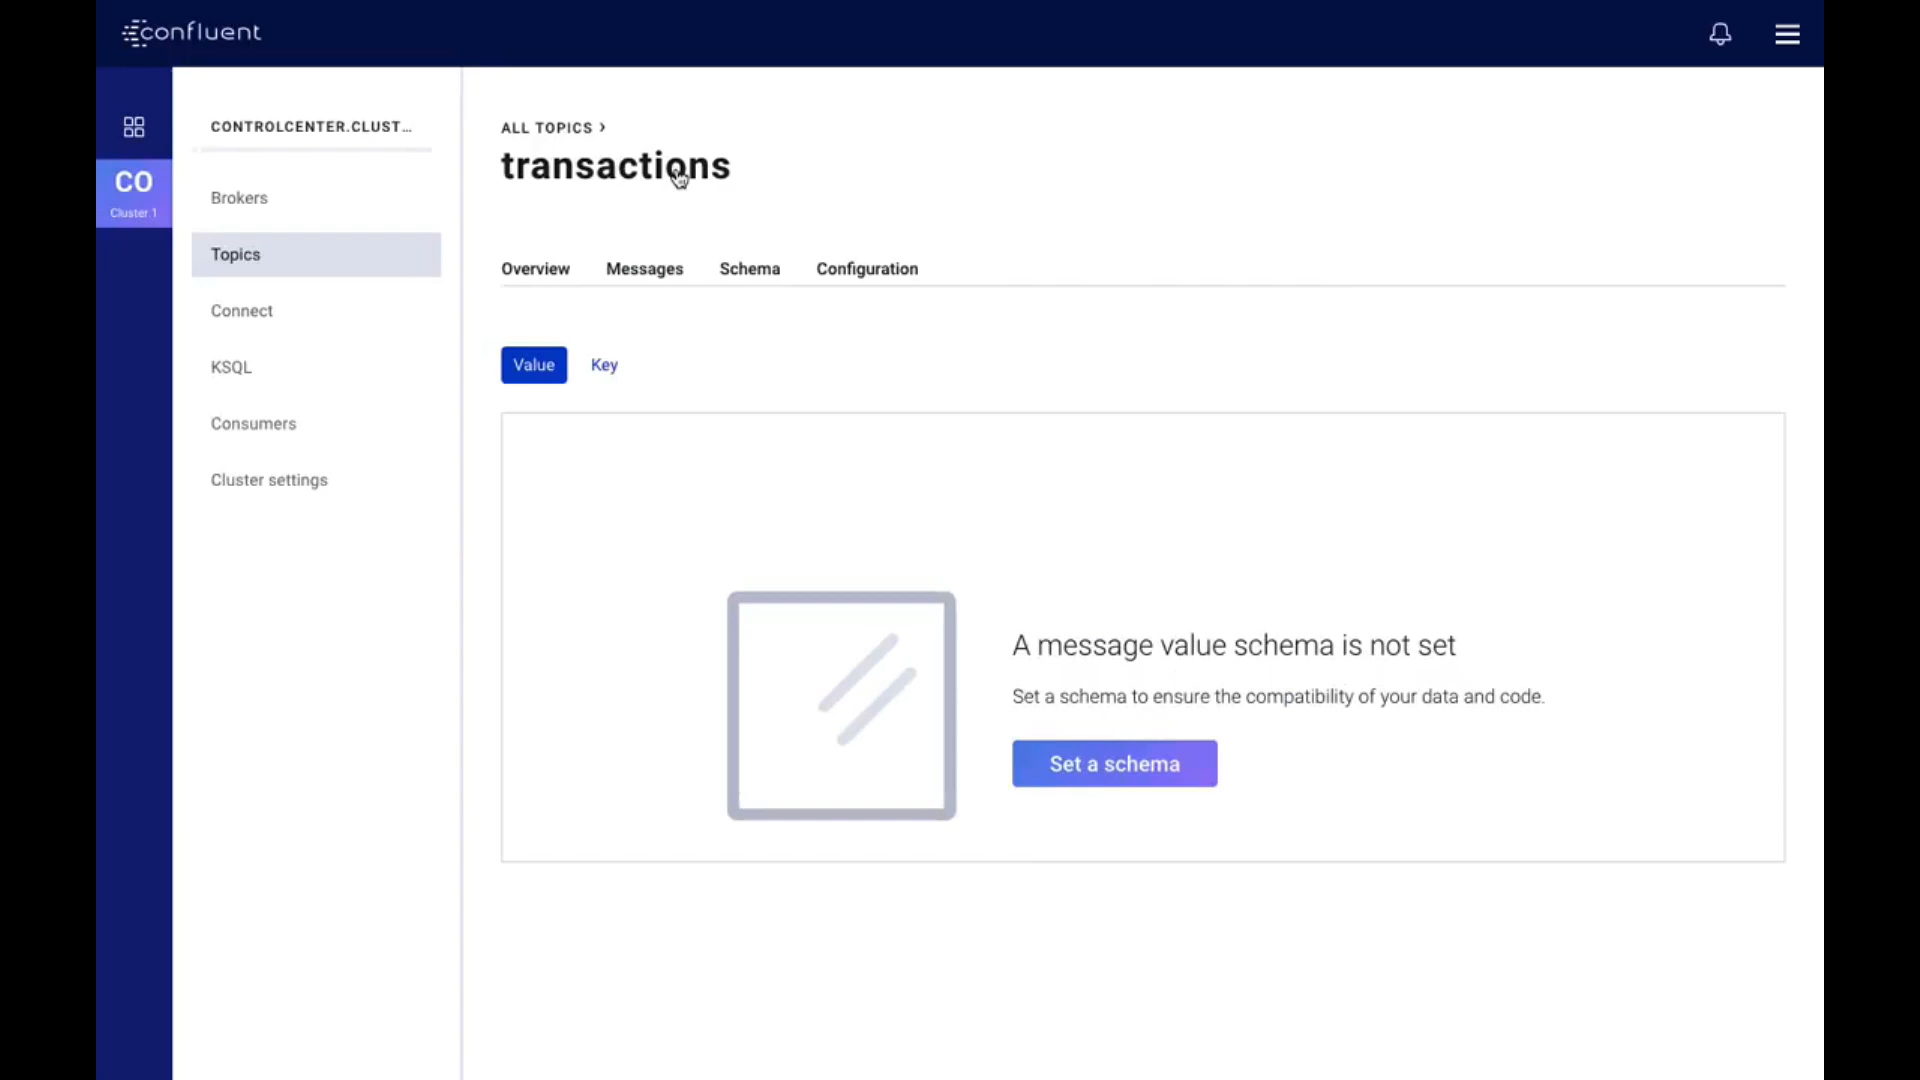 confluent
CO
Cluster 1
CONTROLCENTER.CLUST...
Brokers
Topics
Connect
KSQL
Consumers
Cluster settings
ALL TOPICS >
transactions
Overview Messages Schema Configuration
Value Key
A message value schema is not set
Set a schema to ensure the compatibility of your data and code.
Set a schema